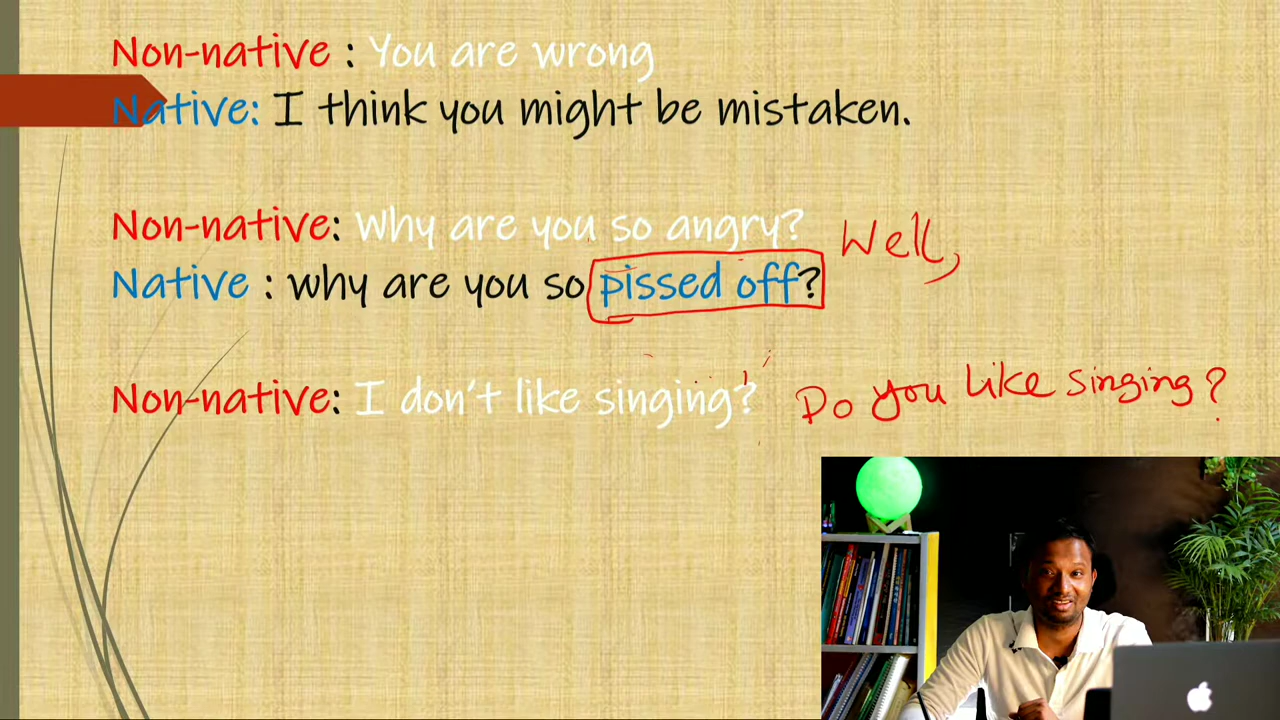 Non-native : You are wrong
Native: I think you might be mistaken.
Non-native: Why are you so angry?
Native : why are you so pissed off?
Well,
Non-native: I don't like singing?
Do you like singing?